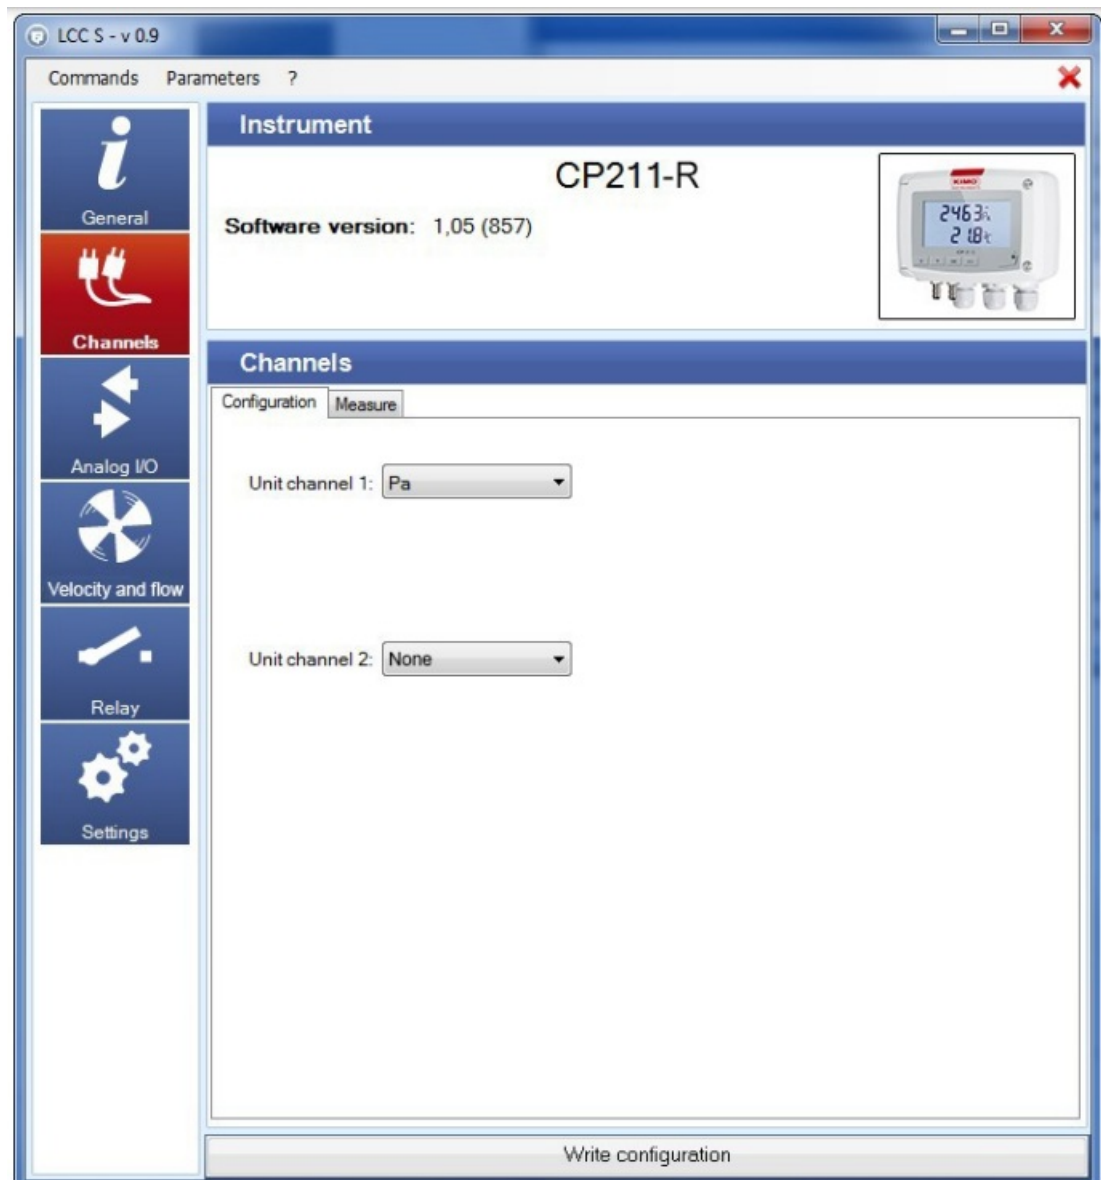 LCC S - v 0.9
Commands Parameters ?
General
Channels
Analog I/O
Velocity and flow
Relay
Settings
Instrument
CP211-R
Software version: 1,05 (857)
KIMO
Channels
Configuration Measure
Unit channel 1: Pa
Unit channel 2: None
Write configuration